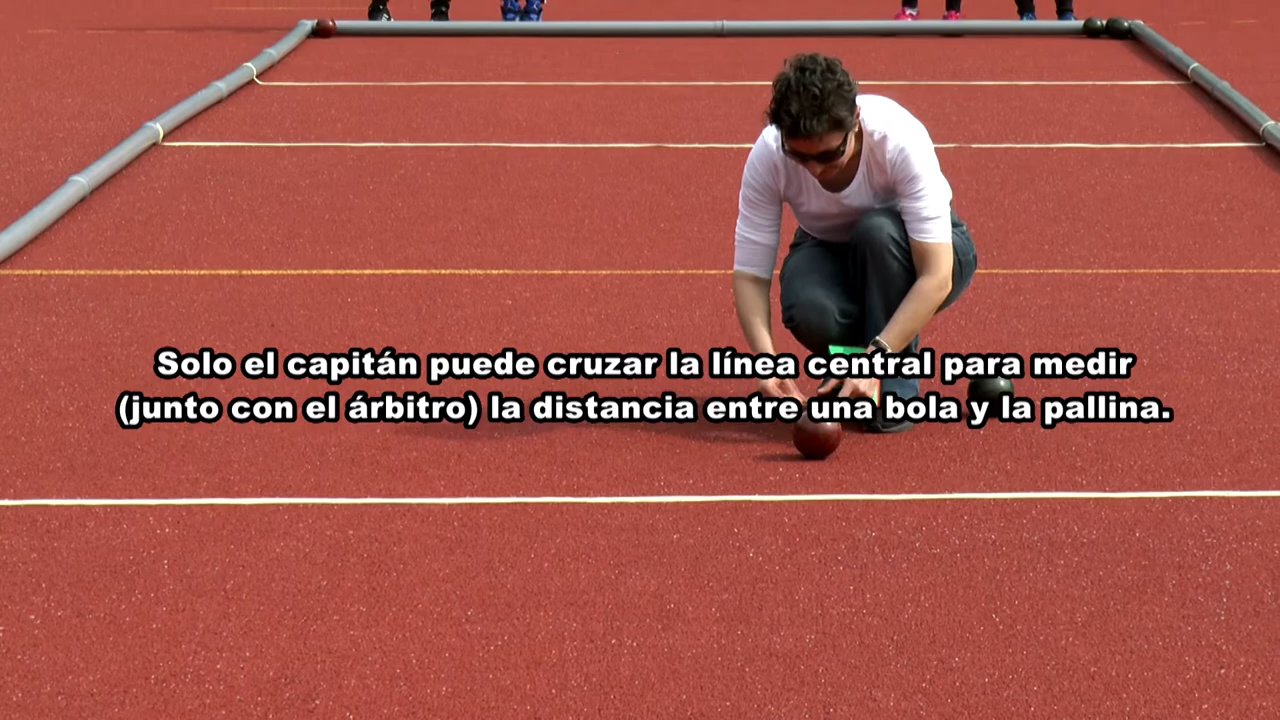 Solo el capitán puede cruzar la línea central para medir
(junto con el árbitro) la distancia entre una bola y la pallina.